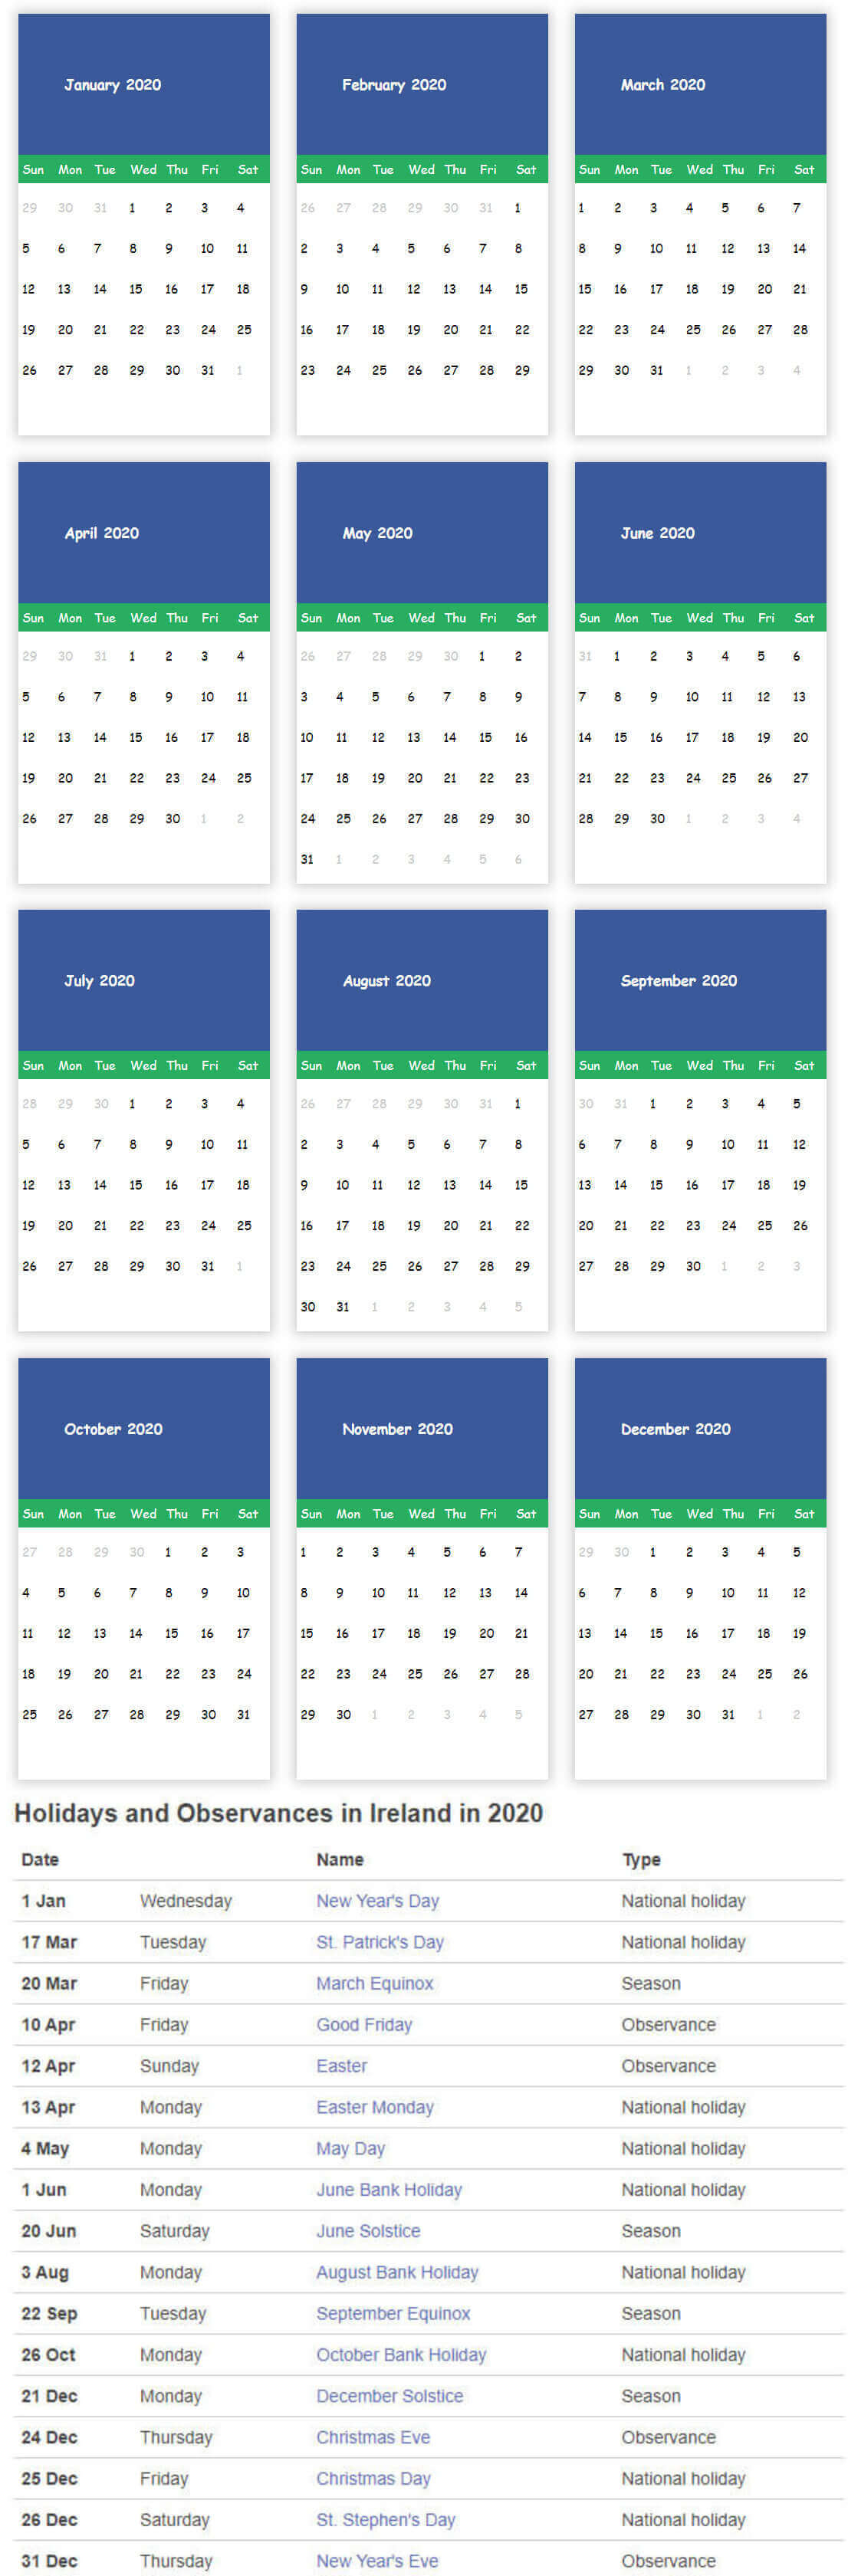 January 2020
Sun Mon Tue Wed Thu Fri Sat
29 30 31 1 2 3 4
5 6 7 8 9 10 11
12 13 14 15 16 17 18
19 20 21 22 23 24 25
26 27 28 29 30 31 1
February 2020
Sun Mon Tue Wed Thu Fri Sat
26 27 28 29 30 31 1
2 3 4 5 6 7 8
9 10 11 12 13 14 15
16 17 18 19 20 21 22
23 24 25 26 27 28 29
March 2020
Sun Mon Tue Wed Thu Fri Sat
1 2 3 4 5 6 7
8 9 10 11 12 13 14
15 16 17 18 19 20 21
22 23 24 25 26 27 28
29 30 31 1 2 3 4
April 2020
Sun Mon Tue Wed Thu Fri Sat
29 30 31 1 2 3 4
5 6 7 8 9 10 11
12 13 14 15 16 17 18
19 20 21 22 23 24 25
26 27 28 29 30 1 2
May 2020
Sun Mon Tue Wed Thu Fri Sat
26 27 28 29 30 1 2
3 4 5 6 7 8 9
10 11 12 13 14 15 16
17 18 19 20 21 22 23
24 25 26 27 28 29 30
31 1 2 3 4 5 6
June 2020
Sun Mon Tue Wed Thu Fri Sat
31 1 2 3 4 5 6
7 8 9 10 11 12 13
14 15 16 17 18 19 20
21 22 23 24 25 26 27
28 29 30 1 2 3 4
July 2020
Sun Mon Tue Wed Thu Fri Sat
28 29 30 1 2 3 4
5 6 7 8 9 10 11
12 13 14 15 16 17 18
19 20 21 22 23 24 25
26 27 28 29 30 31 1
August 2020
Sun Mon Tue Wed Thu Fri Sat
26 27 28 29 30 31 1
2 3 4 5 6 7 8
9 10 11 12 13 14 15
16 17 18 19 20 21 22
23 24 25 26 27 28 29
30 31 1 2 3 4 5
September 2020
Sun Mon Tue Wed Thu Fri Sat
30 31 1 2 3 4 5
6 7 8 9 10 11 12
13 14 15 16 17 18 19
20 21 22 23 24 25 26
27 28 29 30 1 2 3
October 2020
Sun Mon Tue Wed Thu Fri Sat
27 28 29 30 1 2 3
4 5 6 7 8 9 10
11 12 13 14 15 16 17
18 19 20 21 22 23 24
25 26 27 28 29 30 31
November 2020
Sun Mon Tue Wed Thu Fri Sat
1 2 3 4 5 6 7
8 9 10 11 12 13 14
15 16 17 18 19 20 21
22 23 24 25 26 27 28
29 30 1 2 3 4 5
December 2020
Sun Mon Tue Wed Thu Fri Sat
29 30 1 2 3 4 5
6 7 8 9 10 11 12
13 14 15 16 17 18 19
20 21 22 23 24 25 26
27 28 29 30 31 1 2
Holidays and Observances in Ireland in 2020
Date Name Type
1 Jan Wednesday New Year's Day National holiday
17 Mar Tuesday St. Patrick's Day National holiday
20 Mar Friday March Equinox Season
10 Apr Friday Good Friday Observance
12 Apr Sunday Easter Observance
13 Apr Monday Easter Monday National holiday
4 May Monday May Day National holiday
1 Jun Monday June Bank Holiday National holiday
20 Jun Saturday June Solstice Season
3 Aug Monday August Bank Holiday National holiday
22 Sep Tuesday September Equinox Season
26 Oct Monday October Bank Holiday National holiday
21 Dec Monday December Solstice Season
24 Dec Thursday Christmas Eve Observance
25 Dec Friday Christmas Day National holiday
26 Dec Saturday St. Stephen's Day National holiday
31 Dec Thursday New Year's Eve Observance